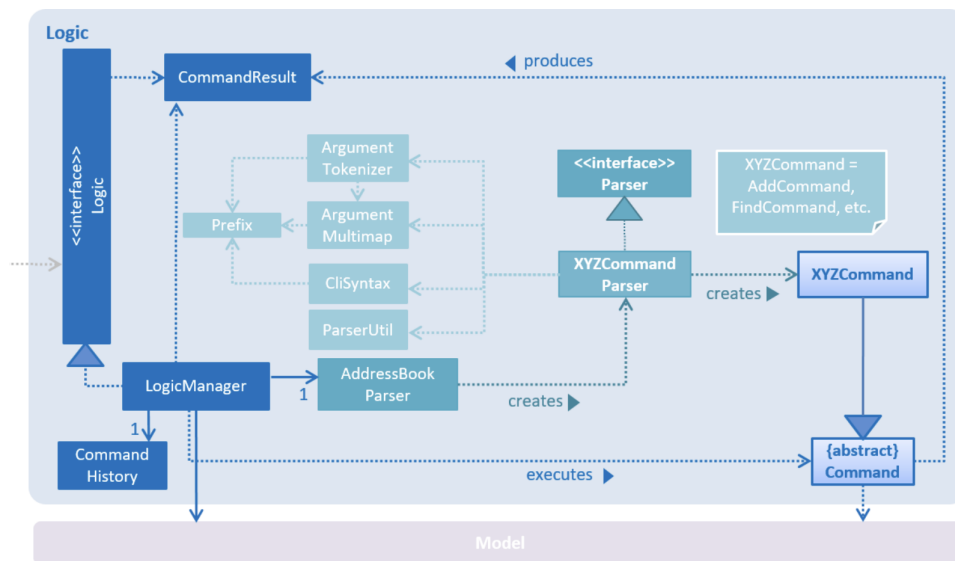 Logic
<<interface>>
Logic
CommandResult
produces
Argument
Tokenizer
<<interface>>
Parser
XYZCommand =
AddCommand,
FindCommand, etc.
Prefix
Argument
Multimap
XYZCommand
Parser
XYZCommand
CliSyntax
creates
ParserUtil
LogicManager
1
AddressBook
Parser
creates
1
Command
History
executes
{abstract}
Command
Model